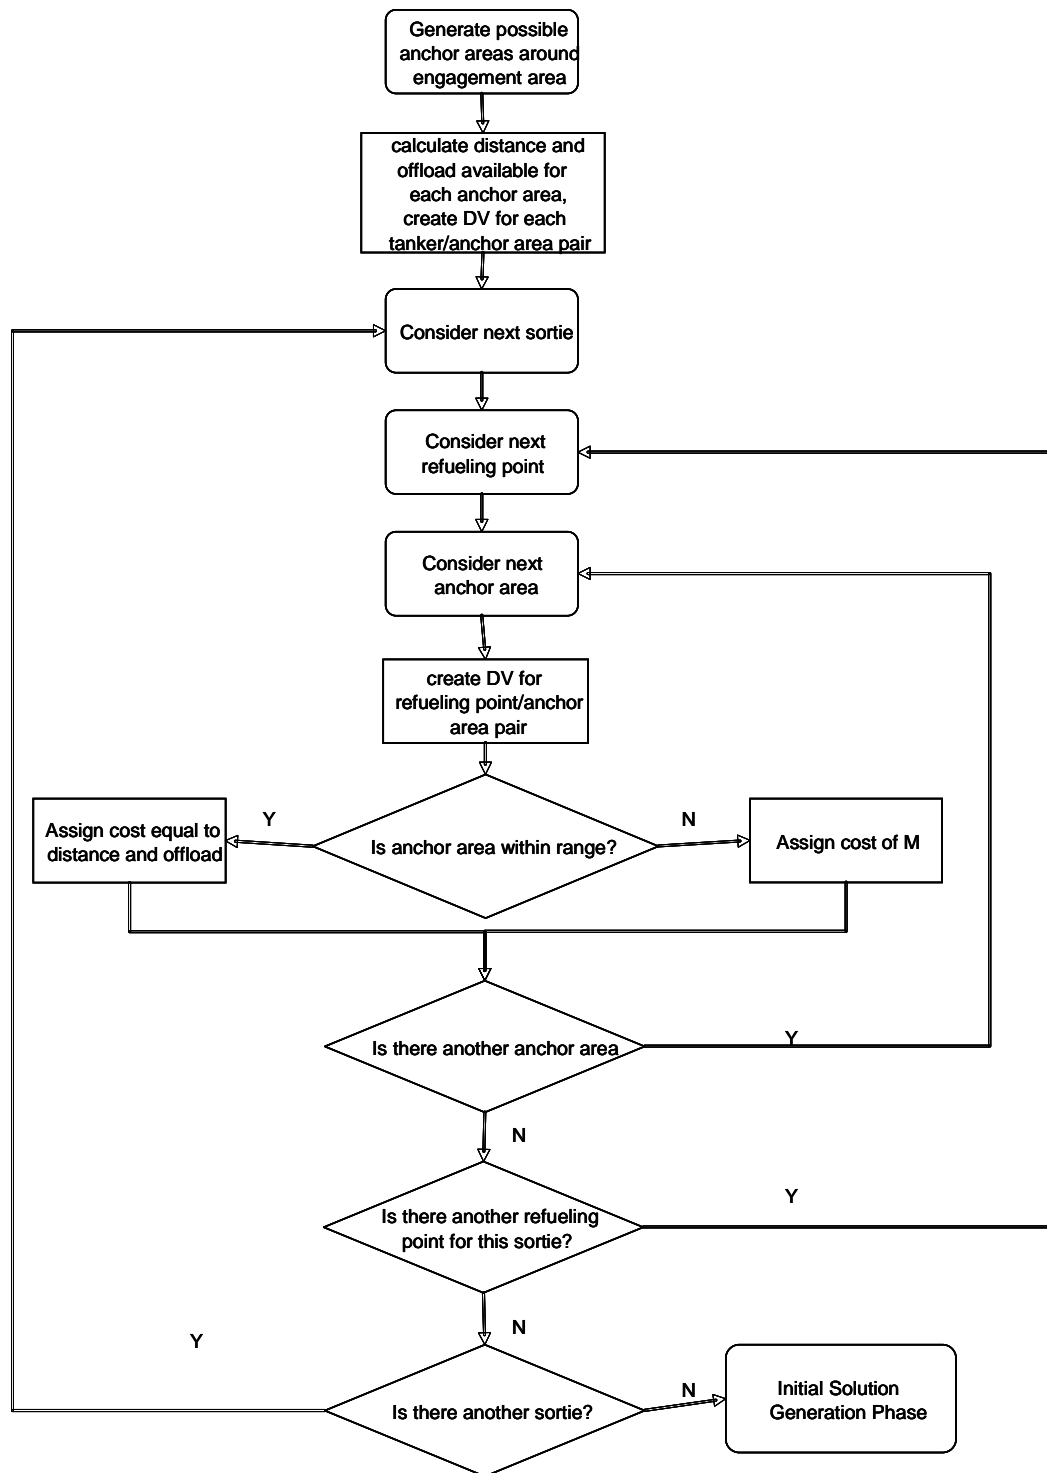 Generate possible
anchor areas around
engagement area
calculate distance and
offload available for
each anchor area,
create DV for each
tanker/anchor area pair
Consider next sortie
Consider next
refueling point
Consider next
anchor area
create DV for
refueling point/anchor
area pair
Y
N
Assign cost equal to
distance and offload
Is anchor area within range?
Assign cost of M
Is there another anchor area
Y
N
Is there another refueling
point for this sortie?
Y
N
Y
Is there another sortie?
N
Initial Solution
Generation Phase